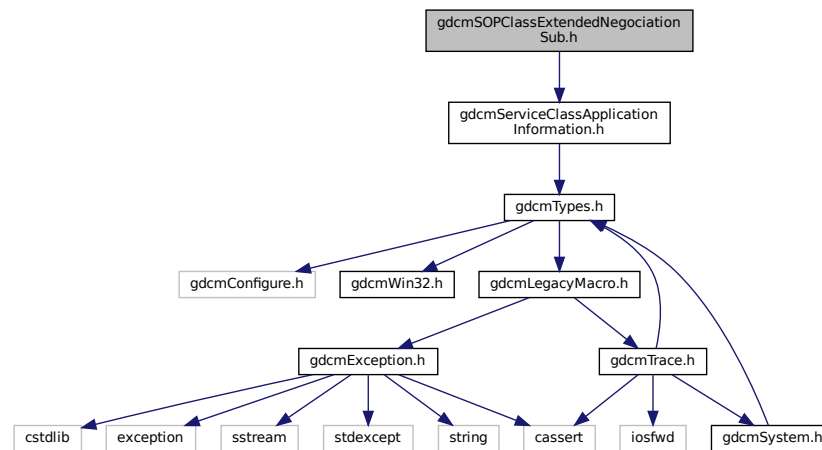 gdcmSOPClassExtendedNegociation
Sub.h
gdcmServiceClassApplication
Information.h
gdcmTypes.h
gdcmConfigure.h
gdcmWin32.h
gdcmLegacyMacro.h
gdcmException.h
gdcmTrace.h
cstdlib
exception
sstream
stdexcept
string
cassert
iosfwd
gdcmSystem.h